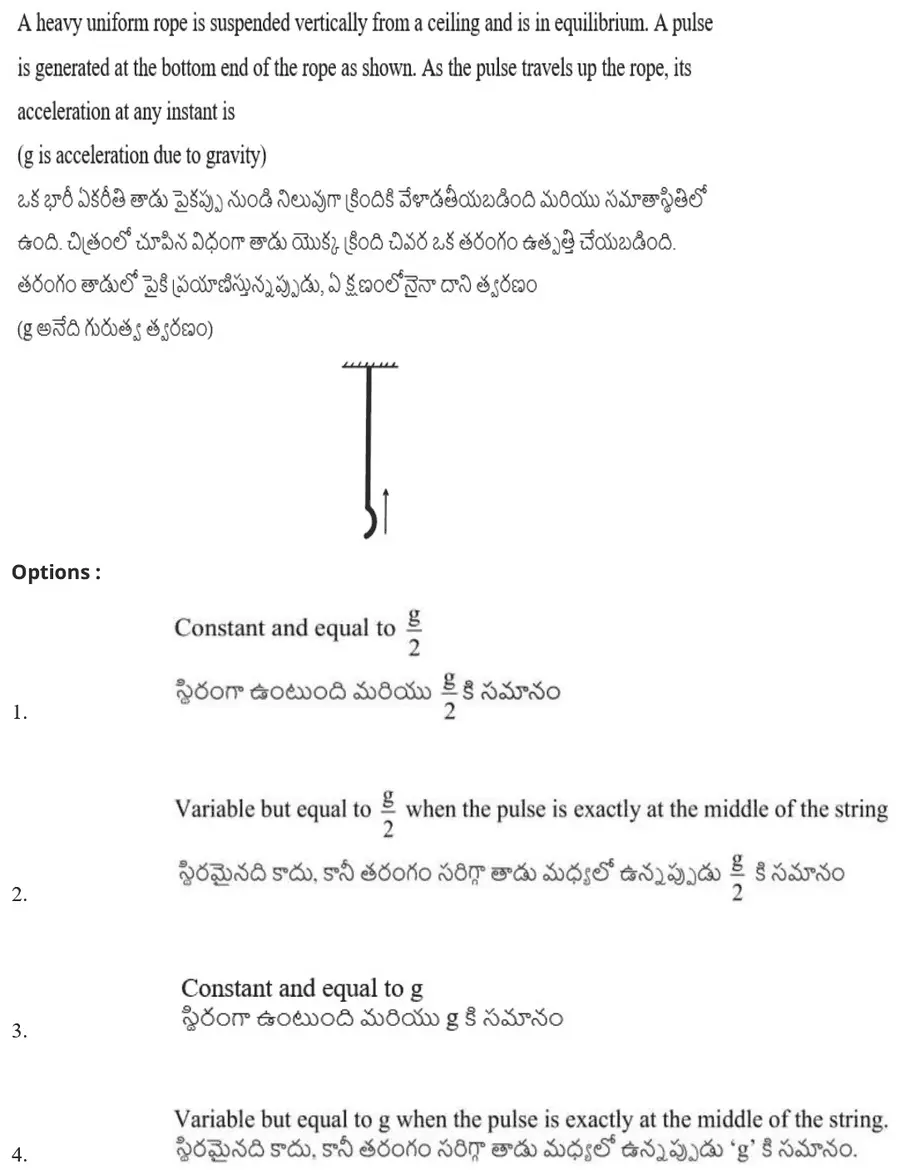 A heavy uniform rope is suspended vertically from a ceiling and is in equilibrium. A pulse
is generated at the bottom end of the rope as shown. As the pulse travels up the rope, its
acceleration at any instant is
(g is acceleration due to gravity)
ఒక భారీ ఏకరీతి తాడు పైకప్పు నుండి నిలువుగా క్రిందికి వేళాడతీయబడింది మరియు సమతాస్థితిలో
ఉంది. చిత్రంలో చూపిన విధంగా తాడు యొక్క క్రింది చివర ఒక తరంగం ఉత్పత్తి చేయబడింది.
తరంగం తాడులో పైకి ప్రయాణిస్తున్నప్పుడు, ఏ క్షణంలోనైనా దాని త్వరణం
(g అనేది గురుత్వ త్వరణం)
Options :
Constant and equal to g/2
స్థిరంగా ఉంటుంది మరియు g/2 కి సమానం
1.
Variable but equal to g/2 when the pulse is exactly at the middle of the string
స్థిరమైనది కాదు, కానీ తరంగం సరిగ్గా తాడు మధ్యలో ఉన్నప్పుడు g/2 కి సమానం
2.
Constant and equal to g
స్థిరంగా ఉంటుంది మరియు g కి సమానం
3.
Variable but equal to g when the pulse is exactly at the middle of the string.
స్థిరమైనది కాదు, కానీ తరంగం సరిగ్గా తాడు మధ్యలో ఉన్నప్పుడు ‘g’ కి సమానం.
4.